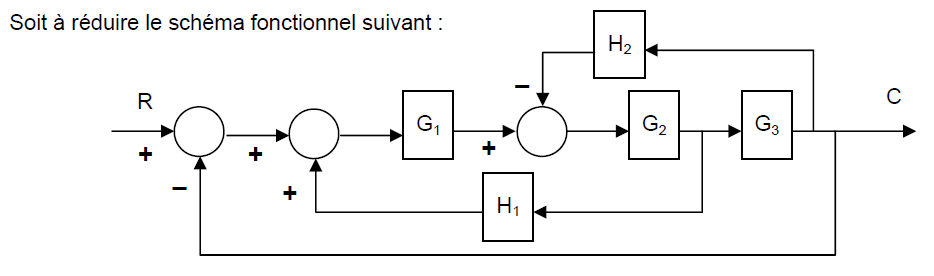 Soit à réduire le schéma fonctionnel suivant :
H₂
R
−
C
G₁
G₂
G₃
+
+
+
−
+
H₁